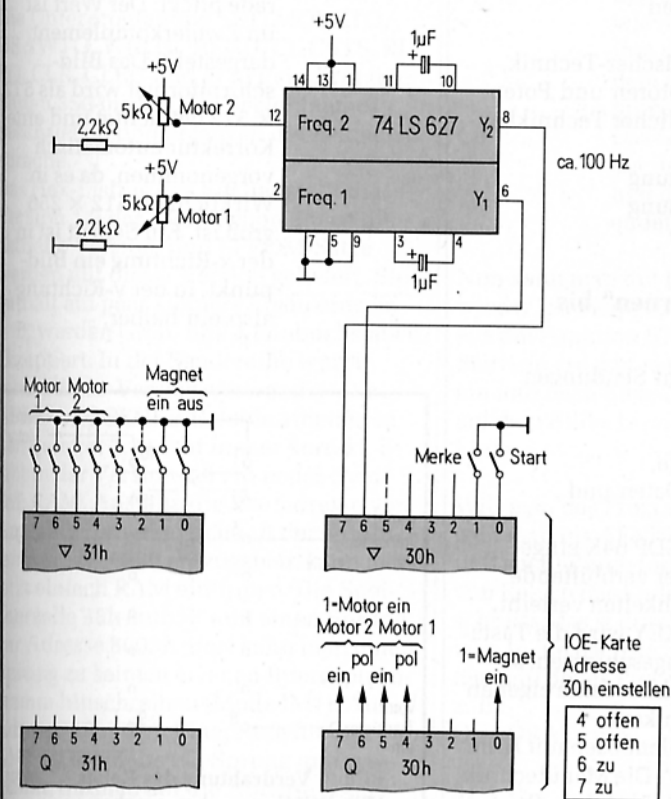 +5V
1µF
+
+5V
14 13 1 11 10
5kΩ
Motor 2
12
Freq. 2
74 LS 627
Y2
8
2,2kΩ
+5V
ca. 100 Hz
5kΩ
Motor 1
2
Freq. 1
Y1
6
2,2kΩ
7 5 9 3 4
+
1µF
Motor Motor
1 2
Magnet
ein aus
Merke
Start
7 6 5 4 3 2 1 0
▽ 31h
7 6 5 4 3 2 1 0
▽ 30h
1=Motor ein
Motor 2 Motor 1
pol pol
ein ein
1=Magnet
ein
7 6 5 4 3 2 1 0
Q 31h
7 6 5 4 3 2 1 0
Q 30h
IOE-Karte
Adresse
30h einstellen
4 offen
5 offen
6 zu
7 zu